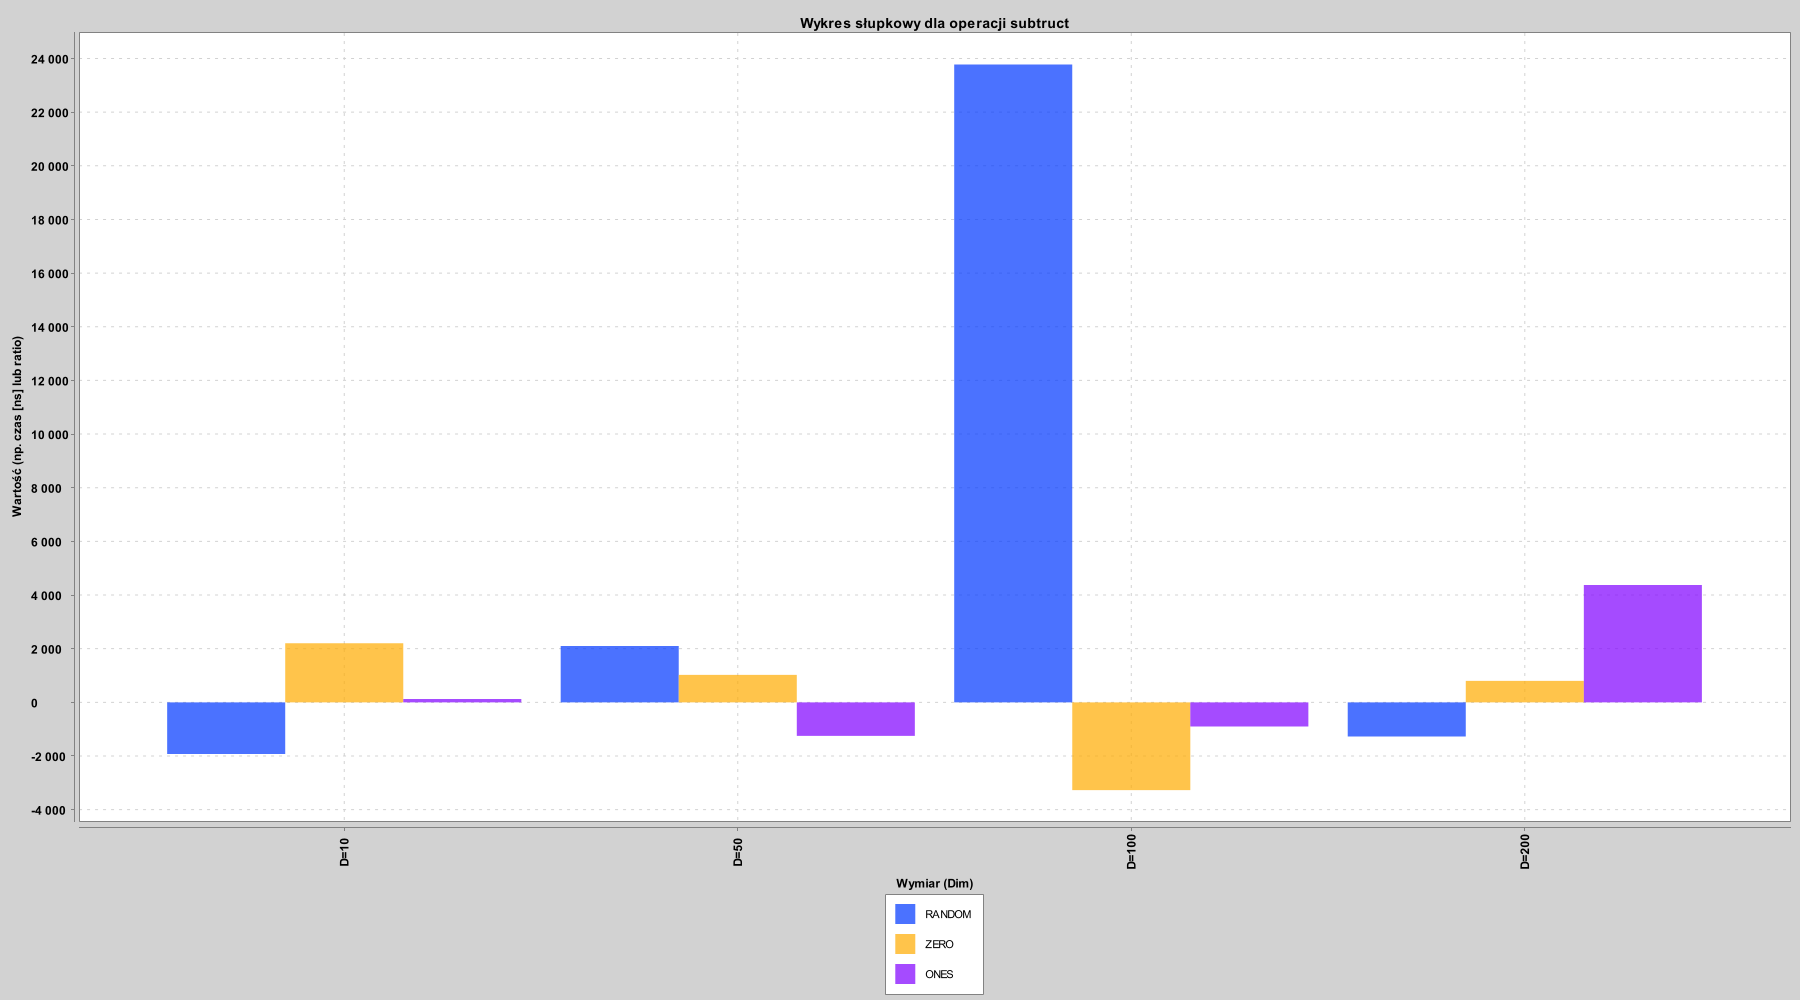 Wykres słupkowy dla operacji subtruct
24 000
22 000
20 000
18 000
16 000
14 000
12 000
10 000
8 000
6 000
4 000
2 000
0
-2 000
-4 000
Wartość (np. czas [ns] lub ratio)
D=10
D=50
D=100
D=200
Wymiar (Dim)
RANDOM
ZERO
ONES